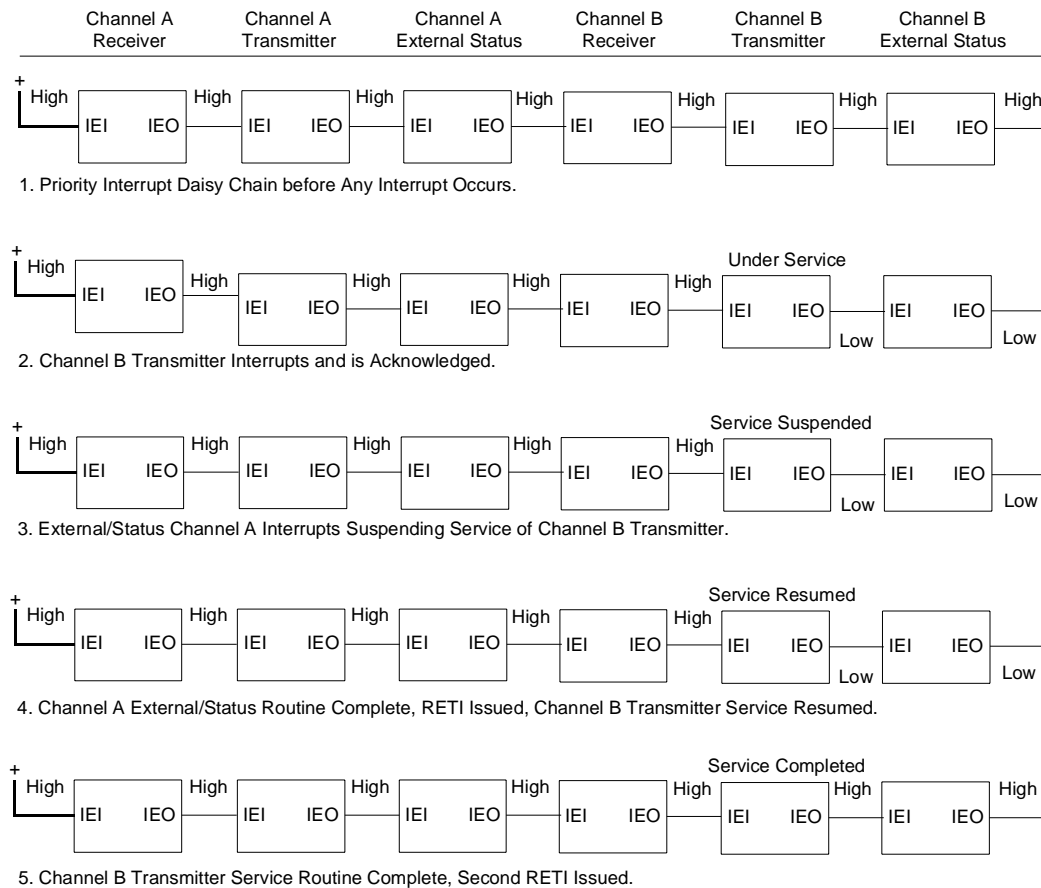 Channel A Receiver
Channel A Transmitter
Channel A External Status
Channel B Receiver
Channel B Transmitter
Channel B External Status
+
High High High High High High High
IEI IEO IEI IEO IEI IEO IEI IEO IEI IEO IEI IEO
1. Priority Interrupt Daisy Chain before Any Interrupt Occurs.
+
Under Service
High High High High High
IEI IEO IEI IEO IEI IEO IEI IEO IEI IEO IEI IEO
Low Low
2. Channel B Transmitter Interrupts and is Acknowledged.
+
Service Suspended
High High High High High
IEI IEO IEI IEO IEI IEO IEI IEO IEI IEO IEI IEO
Low Low
3. External/Status Channel A Interrupts Suspending Service of Channel B Transmitter.
+
Service Resumed
High High High High High
IEI IEO IEI IEO IEI IEO IEI IEO IEI IEO IEI IEO
Low Low
4. Channel A External/Status Routine Complete, RETI Issued, Channel B Transmitter Service Resumed.
+
Service Completed
High High High High High High High
IEI IEO IEI IEO IEI IEO IEI IEO IEI IEO IEI IEO
5. Channel B Transmitter Service Routine Complete, Second RETI Issued.